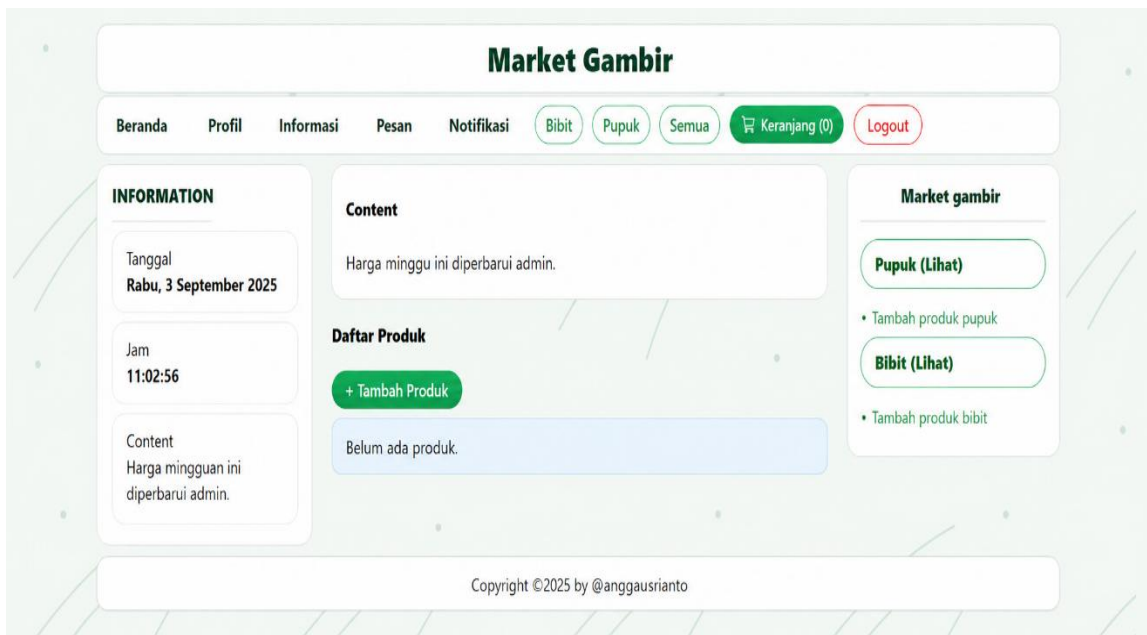 Market Gambir
Beranda Profil Informasi Pesan Notifikasi Bibit Pupuk Semua Keranjang (0) Logout
INFORMATION
Tanggal
Rabu, 3 September 2025
Jam
11:02:56
Content
Harga mingguan ini
diperbarui admin.
Content
Harga minggu ini diperbarui admin.
Daftar Produk
+ Tambah Produk
Belum ada produk.
Market gambir
Pupuk (Lihat)
• Tambah produk pupuk
Bibit (Lihat)
• Tambah produk bibit
Copyright ©2025 by @anggausrianto